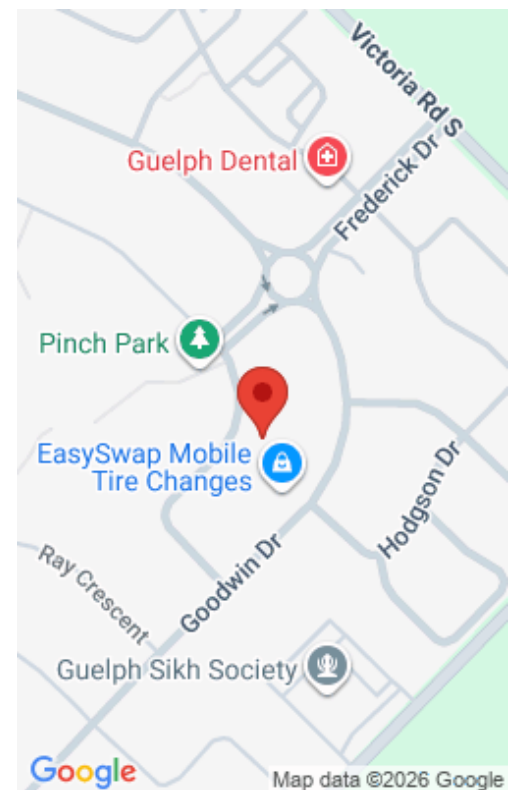 Victoria Rd S
Guelph Dental
Frederick Dr
Pinch Park
EasySwap Mobile
Tire Changes
Hodgson Dr
Goodwin Dr
Ray Crescent
Guelph Sikh Society
Google
Map data ©2026 Google